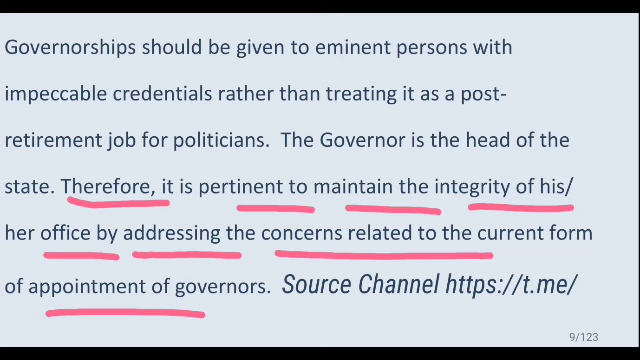 Governorships should be given to eminent persons with
impeccable credentials rather than treating it as a post-
retirement job for politicians. The Governor is the head of the
state. Therefore, it is pertinent to maintain the integrity of his/
her office by addressing the concerns related to the current form
of appointment of governors. Source Channel https://t.me/
9/123